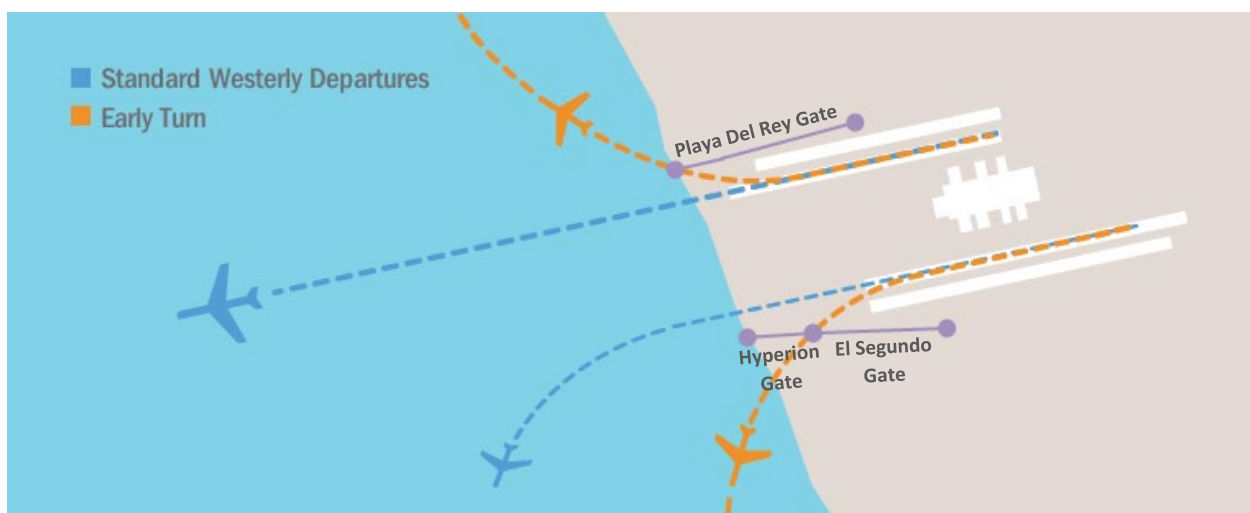 Standard Westerly Departures
Early Turn
Playa Del Rey Gate
Hyperion
Gate
El Segundo
Gate